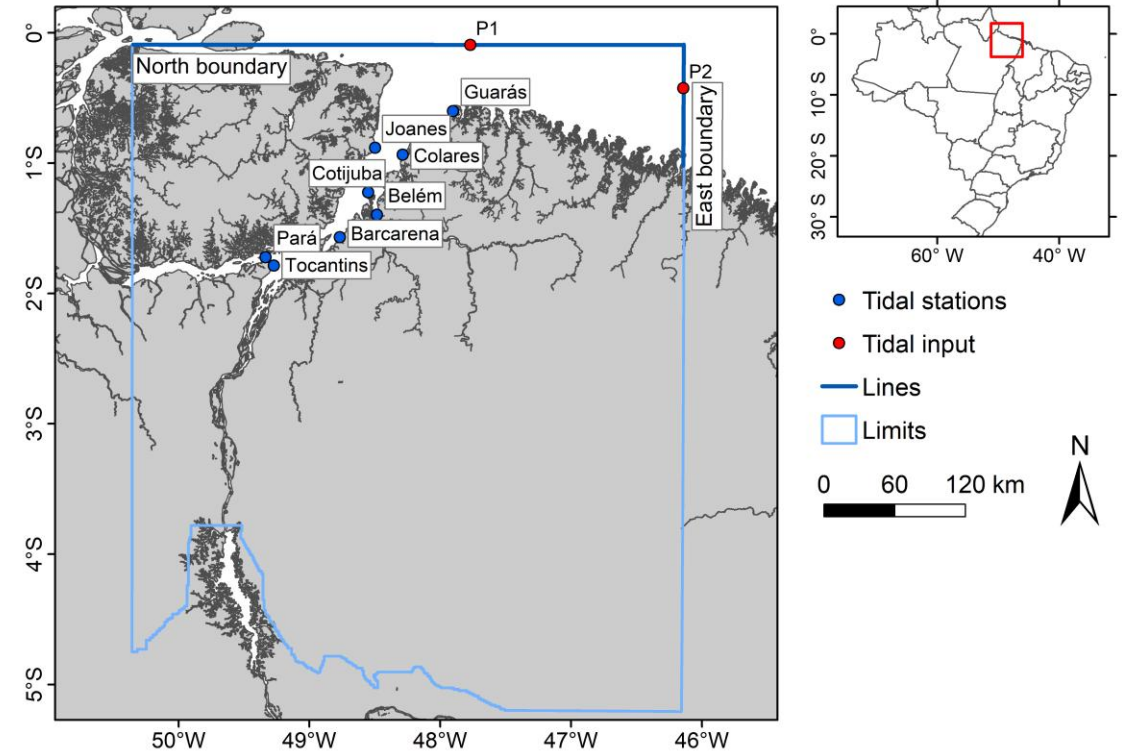 P1
P2
North boundary
East boundary
Guarás
Joanes
Colares
Cotijuba
Belém
Barcarena
Pará
Tocantins
0°
1°S
2°S
3°S
4°S
5°S
50°W
49°W
48°W
47°W
46°W
0°
10° S
20°S
30°S
60° W
40° W
Tidal stations
Tidal input
Lines
Limits
0 60 120 km
N